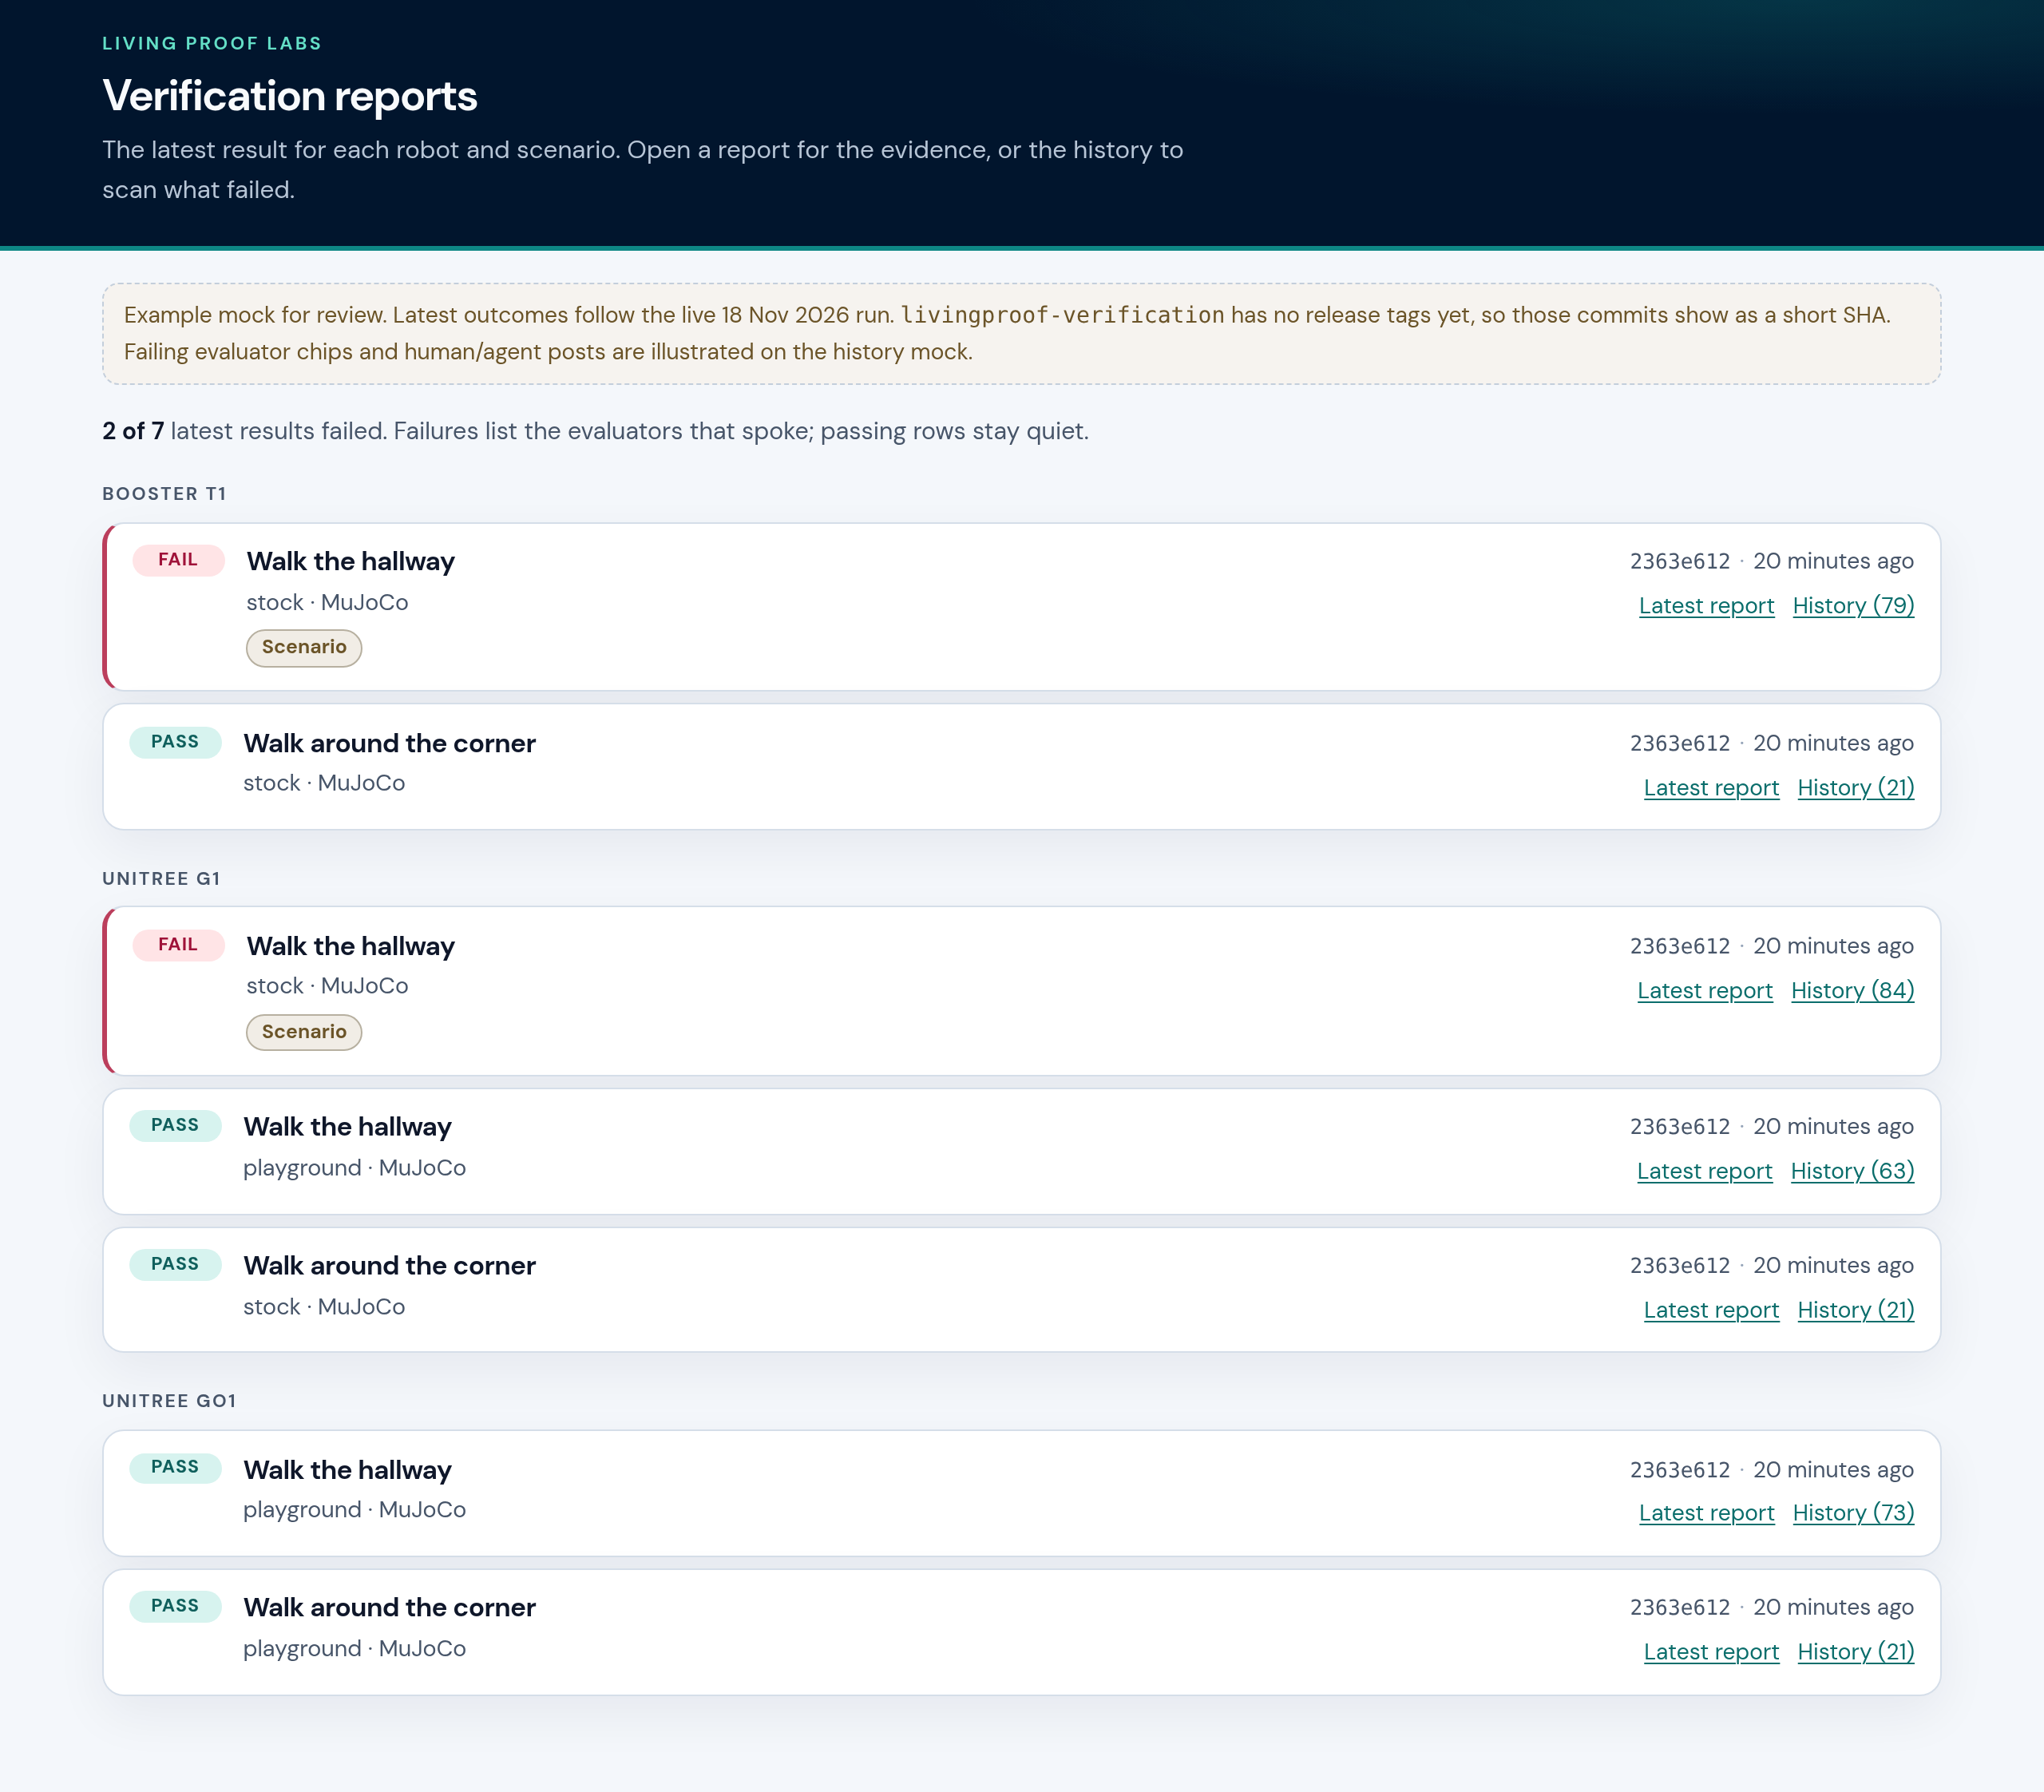 LIVING PROOF LABS
Verification reports
The latest result for each robot and scenario. Open a report for the evidence, or the history to
scan what failed.
Example mock for review. Latest outcomes follow the live 18 Nov 2026 run. livingproof-verification has no release tags yet, so those commits show as a short SHA.
Failing evaluator chips and human/agent posts are illustrated on the history mock.
2 of 7 latest results failed. Failures list the evaluators that spoke; passing rows stay quiet.
BOOSTER T1
FAIL Walk the hallway 2363e612 · 20 minutes ago
stock · MuJoCo Latest report History (79)
Scenario
PASS Walk around the corner 2363e612 · 20 minutes ago
stock · MuJoCo Latest report History (21)
UNITREE G1
FAIL Walk the hallway 2363e612 · 20 minutes ago
stock · MuJoCo Latest report History (84)
Scenario
PASS Walk the hallway 2363e612 · 20 minutes ago
playground · MuJoCo Latest report History (63)
PASS Walk around the corner 2363e612 · 20 minutes ago
stock · MuJoCo Latest report History (21)
UNITREE GO1
PASS Walk the hallway 2363e612 · 20 minutes ago
playground · MuJoCo Latest report History (73)
PASS Walk around the corner 2363e612 · 20 minutes ago
playground · MuJoCo Latest report History (21)